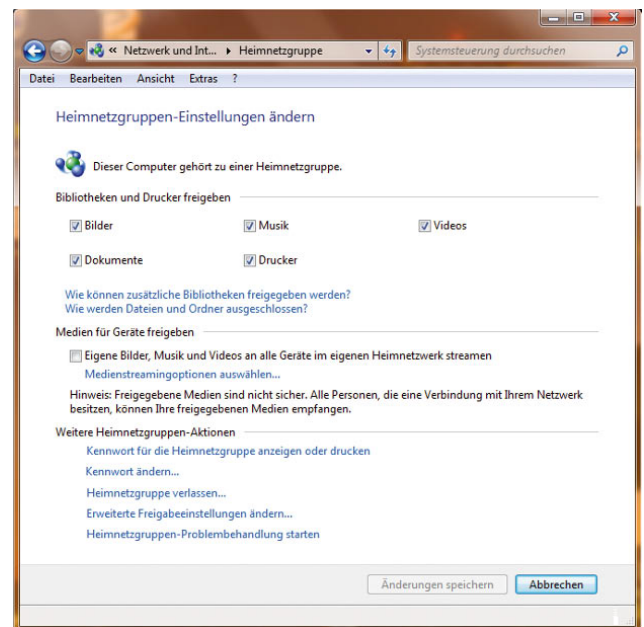 « Netzwerk und Int... ▸ Heimnetzgruppe Systemsteuerung durchsuchen
Datei Bearbeiten Ansicht Extras ?
Heimnetzgruppen-Einstellungen ändern
Dieser Computer gehört zu einer Heimnetzgruppe.
Bibliotheken und Drucker freigeben
Bilder Musik Videos
Dokumente Drucker
Wie können zusätzliche Bibliotheken freigegeben werden?
Wie werden Dateien und Ordner ausgeschlossen?
Medien für Geräte freigeben
Eigene Bilder, Musik und Videos an alle Geräte im eigenen Heimnetzwerk streamen
Medienstreamingoptionen auswählen...
Hinweis: Freigegebene Medien sind nicht sicher. Alle Personen, die eine Verbindung mit Ihrem Netzwerk
besitzen, können Ihre freigegebenen Medien empfangen.
Weitere Heimnetzgruppen-Aktionen
Kennwort für die Heimnetzgruppe anzeigen oder drucken
Kennwort ändern...
Heimnetzgruppe verlassen...
Erweiterte Freigabeeinstellungen ändern...
Heimnetzgruppen-Problembehandlung starten
Änderungen speichern Abbrechen